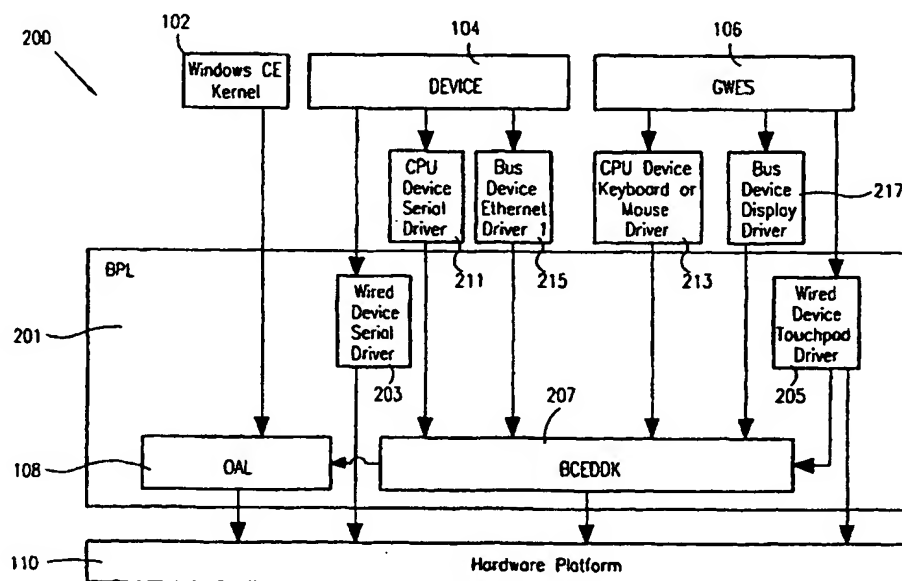 200
102
104
106
Windows CE
Kernel
DEVICE
GWES
CPU
Device
Serial
Driver
211
Bus
Device
Ethernet
Driver 1
215
CPU Device
Keyboard or
Mouse
Driver
213
Bus
Device
Display
Driver
217
BPL
201
Wired
Device
Serial
Driver
203
Wired
Device
Touchpad
Driver
205
207
108
OAL
BCEDDK
110
Hardware Platform